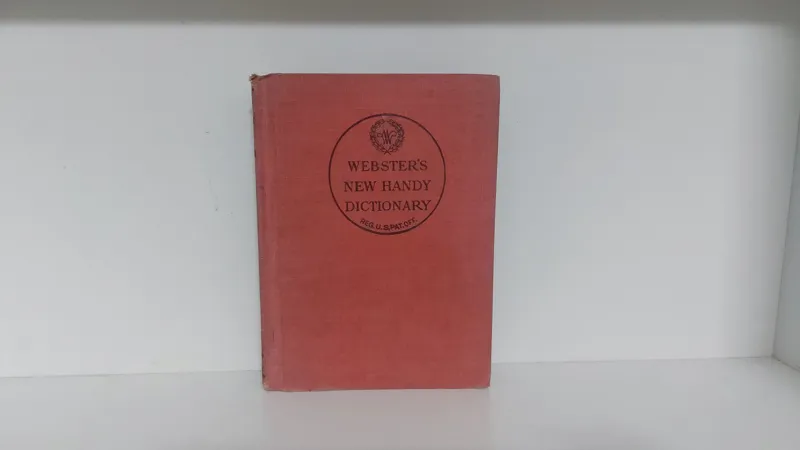 W
WEBSTER'S
NEW HANDY
DICTIONARY
REG. U. S. PAT. OFF.